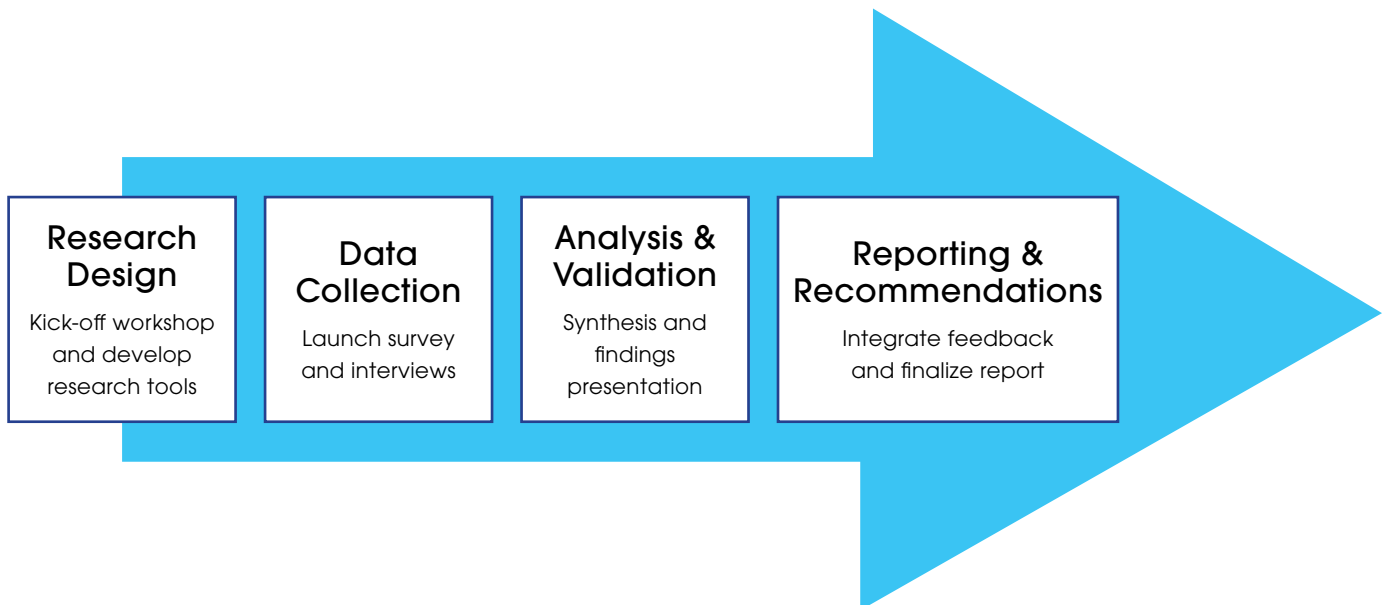 Research
Design
Kick-off workshop
and develop
research tools
Data
Collection
Launch survey
and interviews
Analysis &
Validation
Synthesis and
findings
presentation
Reporting &
Recommendations
Integrate feedback
and finalize report